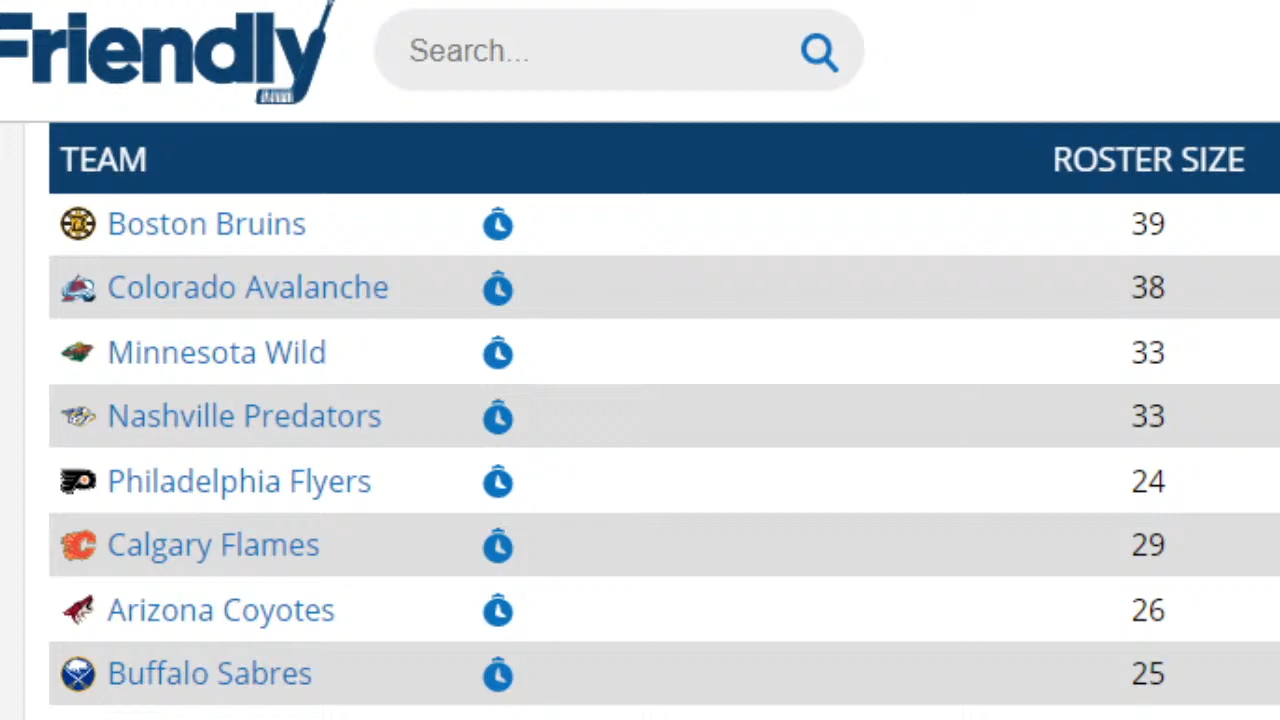 Friendly
Search...
TEAM ROSTER SIZE
Boston Bruins 39
Colorado Avalanche 38
Minnesota Wild 33
Nashville Predators 33
Philadelphia Flyers 24
Calgary Flames 29
Arizona Coyotes 26
Buffalo Sabres 25